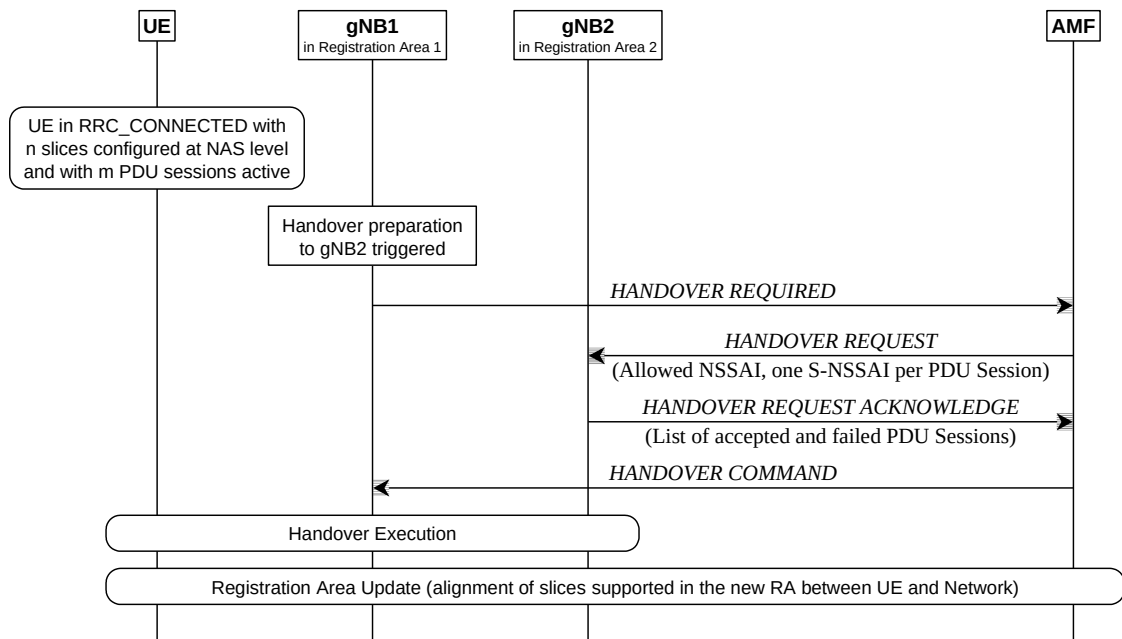 UE
gNB1
in Registration Area 1
gNB2
in Registration Area 2
AMF
UE in RRC_CONNECTED with
n slices configured at NAS level
and with m PDU sessions active
Handover preparation
to gNB2 triggered
HANDOVER REQUIRED
HANDOVER REQUEST
(Allowed NSSAI, one S-NSSAI per PDU Session)
HANDOVER REQUEST ACKNOWLEDGE
(List of accepted and failed PDU Sessions)
HANDOVER COMMAND
Handover Execution
Registration Area Update (alignment of slices supported in the new RA between UE and Network)